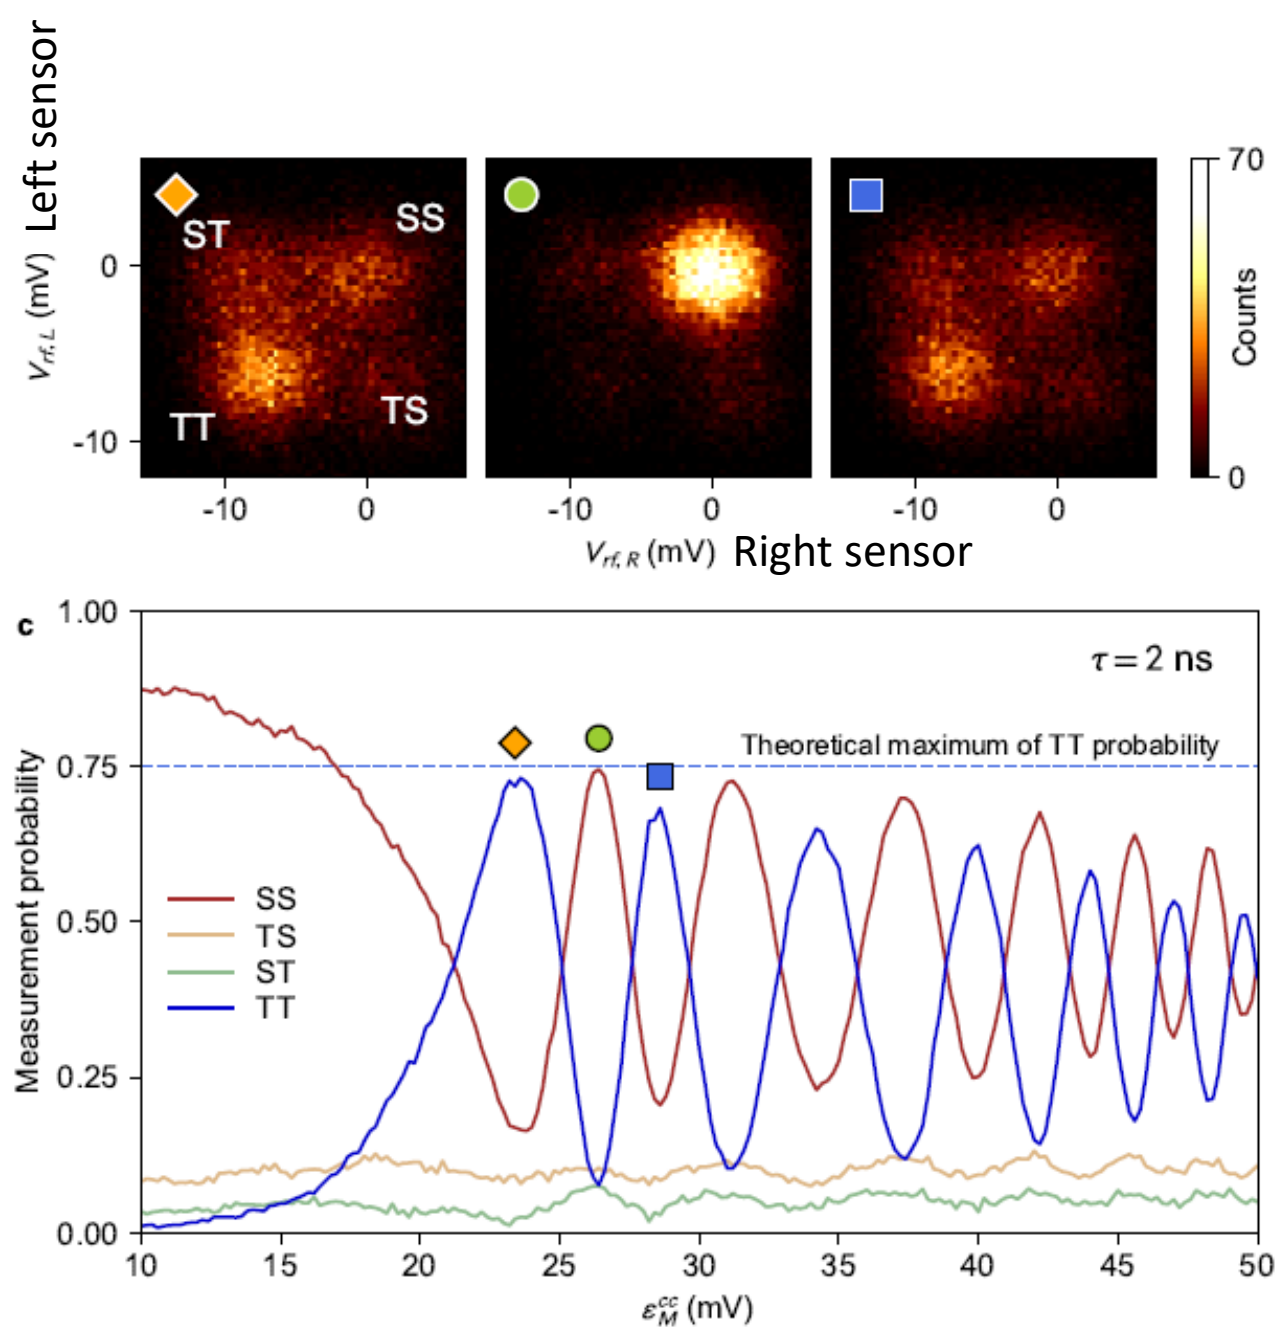 Left sensor
V_rf, L (mV)
ST
SS
TT
TS
0
-10
-10 0
-10 0
-10 0
V_rf, R (mV) Right sensor
70
Counts
0
c
Measurement probability
1.00
0.75
0.50
0.25
0.00
τ = 2 ns
Theoretical maximum of TT probability
SS
TS
ST
TT
10 15 20 25 30 35 40 45 50
ε_M^cc (mV)